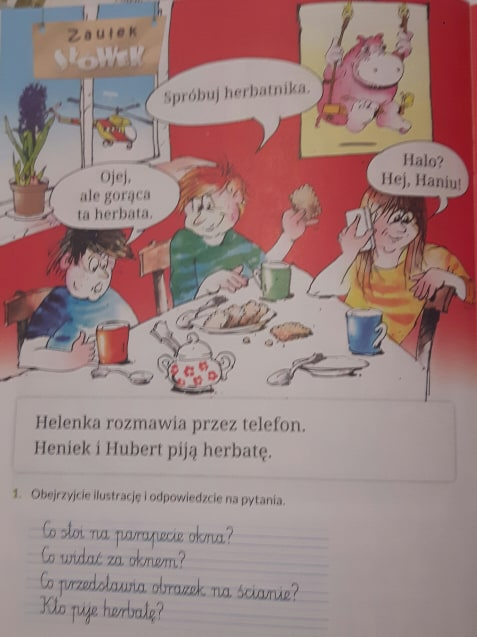 Zaułek
SŁÓWEK
Spróbuj herbatnika.
Halo?
Hej, Haniu!
Ojej,
ale gorąca
ta herbata.
Helenka rozmawia przez telefon.
Heniek i Hubert piją herbatę.
1. Obejrzyjcie ilustrację i odpowiedzcie na pytania.
Co stoi na parapecie okna?
Co widać za oknem?
Co przedstawia obrazek na ścianie?
Kto pije herbatę?